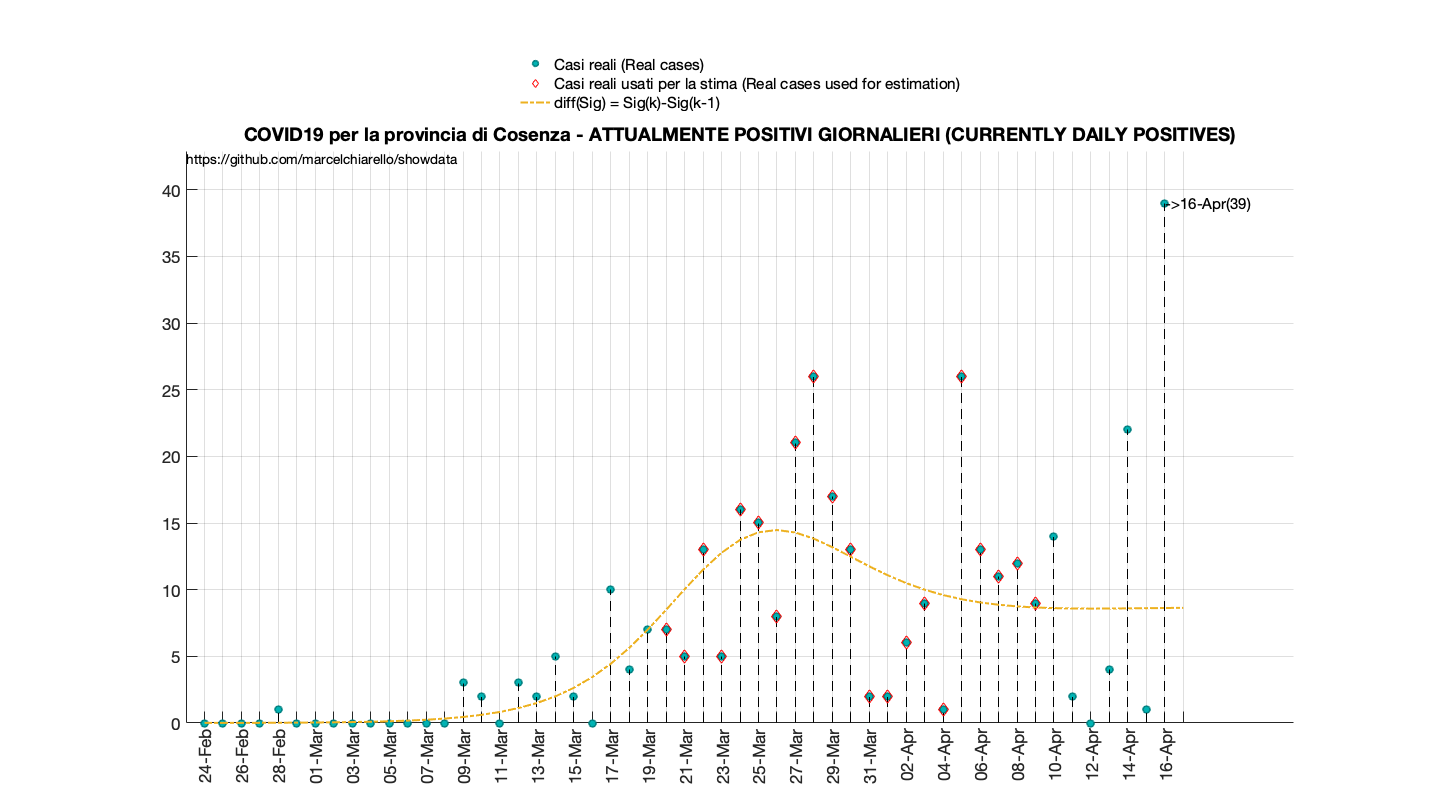 Casi reali (Real cases)
Casi reali usati per la stima (Real cases used for estimation)
diff(Sig) = Sig(k)-Sig(k-1)
COVID19 per la provincia di Cosenza - ATTUALMENTE POSITIVI GIORNALIERI (CURRENTLY DAILY POSITIVES)
https://github.com/marcelchiarello/showdata
40
->16-Apr(39)
35
30
25
20
15
10
5
0
24-Feb
26-Feb
28-Feb
01-Mar
03-Mar
05-Mar
07-Mar
09-Mar
11-Mar
13-Mar
15-Mar
17-Mar
19-Mar
21-Mar
23-Mar
25-Mar
27-Mar
29-Mar
31-Mar
02-Apr
04-Apr
06-Apr
08-Apr
10-Apr
12-Apr
14-Apr
16-Apr